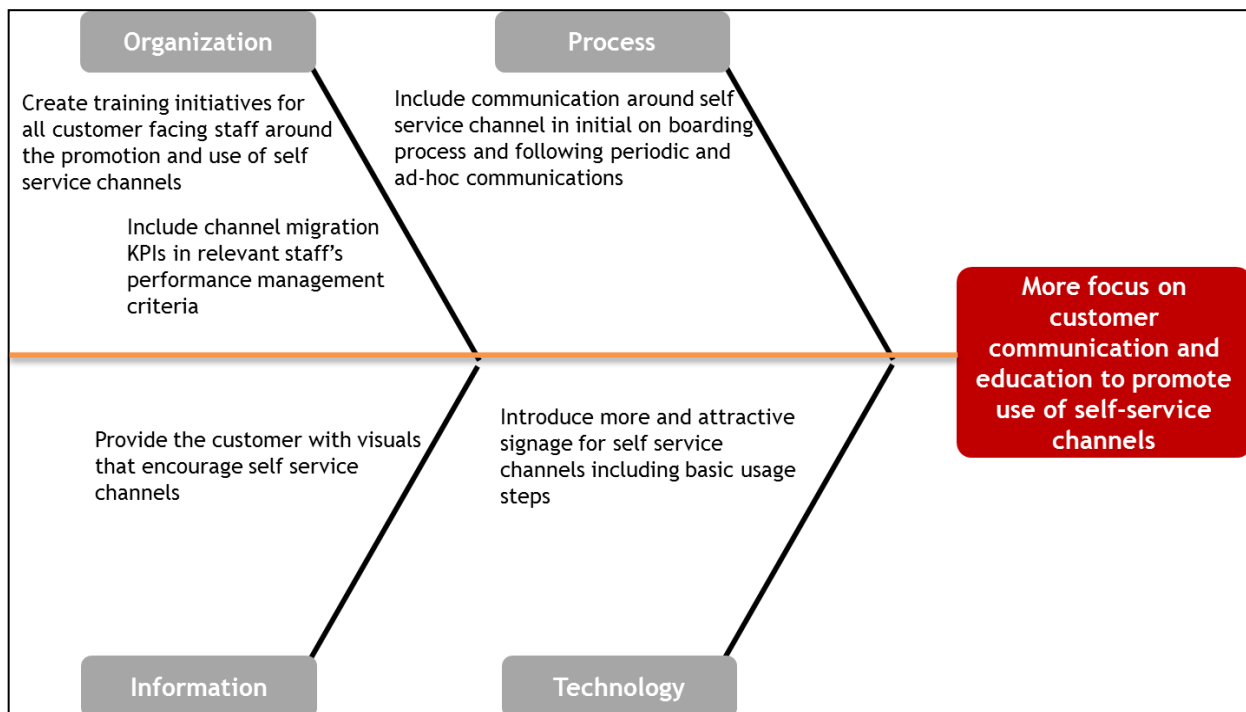 Organization
Create training initiatives for
all customer facing staff around
the promotion and use of self
service channels
Include channel migration
KPIs in relevant staff's
performance management
criteria
Process
Include communication around self
service channel in initial on boarding
process and following periodic and
ad-hoc communications
More focus on
customer
communication and
education to promote
use of self-service
channels
Provide the customer with visuals
that encourage self service
channels
Information
Introduce more and attractive
signage for self service
channels including basic usage
steps
Technology